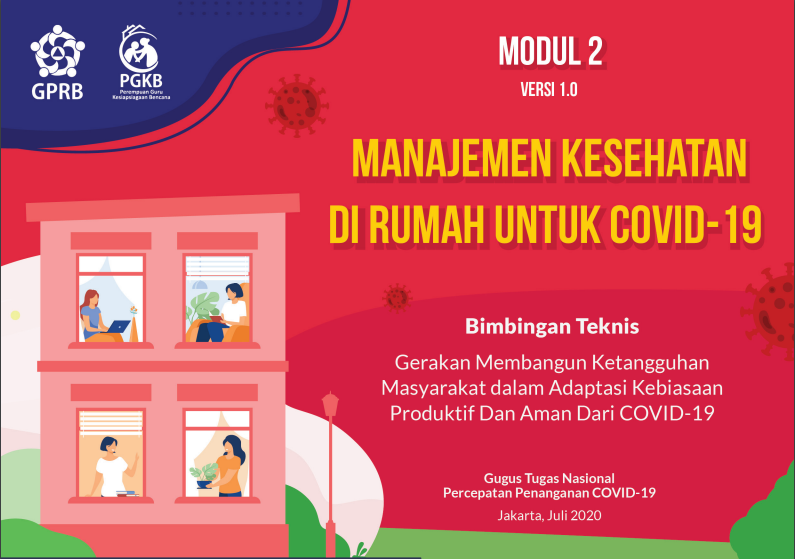 GPRB
PGKB
Perempuan Guru
Kesiapsiagaan Bencana
MODUL 2
VERSI 1.0
MANAJEMEN KESEHATAN
DI RUMAH UNTUK COVID-19
Bimbingan Teknis
Gerakan Membangun Ketangguhan
Masyarakat dalam Adaptasi Kebiasaan
Produktif Dan Aman Dari COVID-19
Gugus Tugas Nasional
Percepatan Penanganan COVID-19
Jakarta, Juli 2020